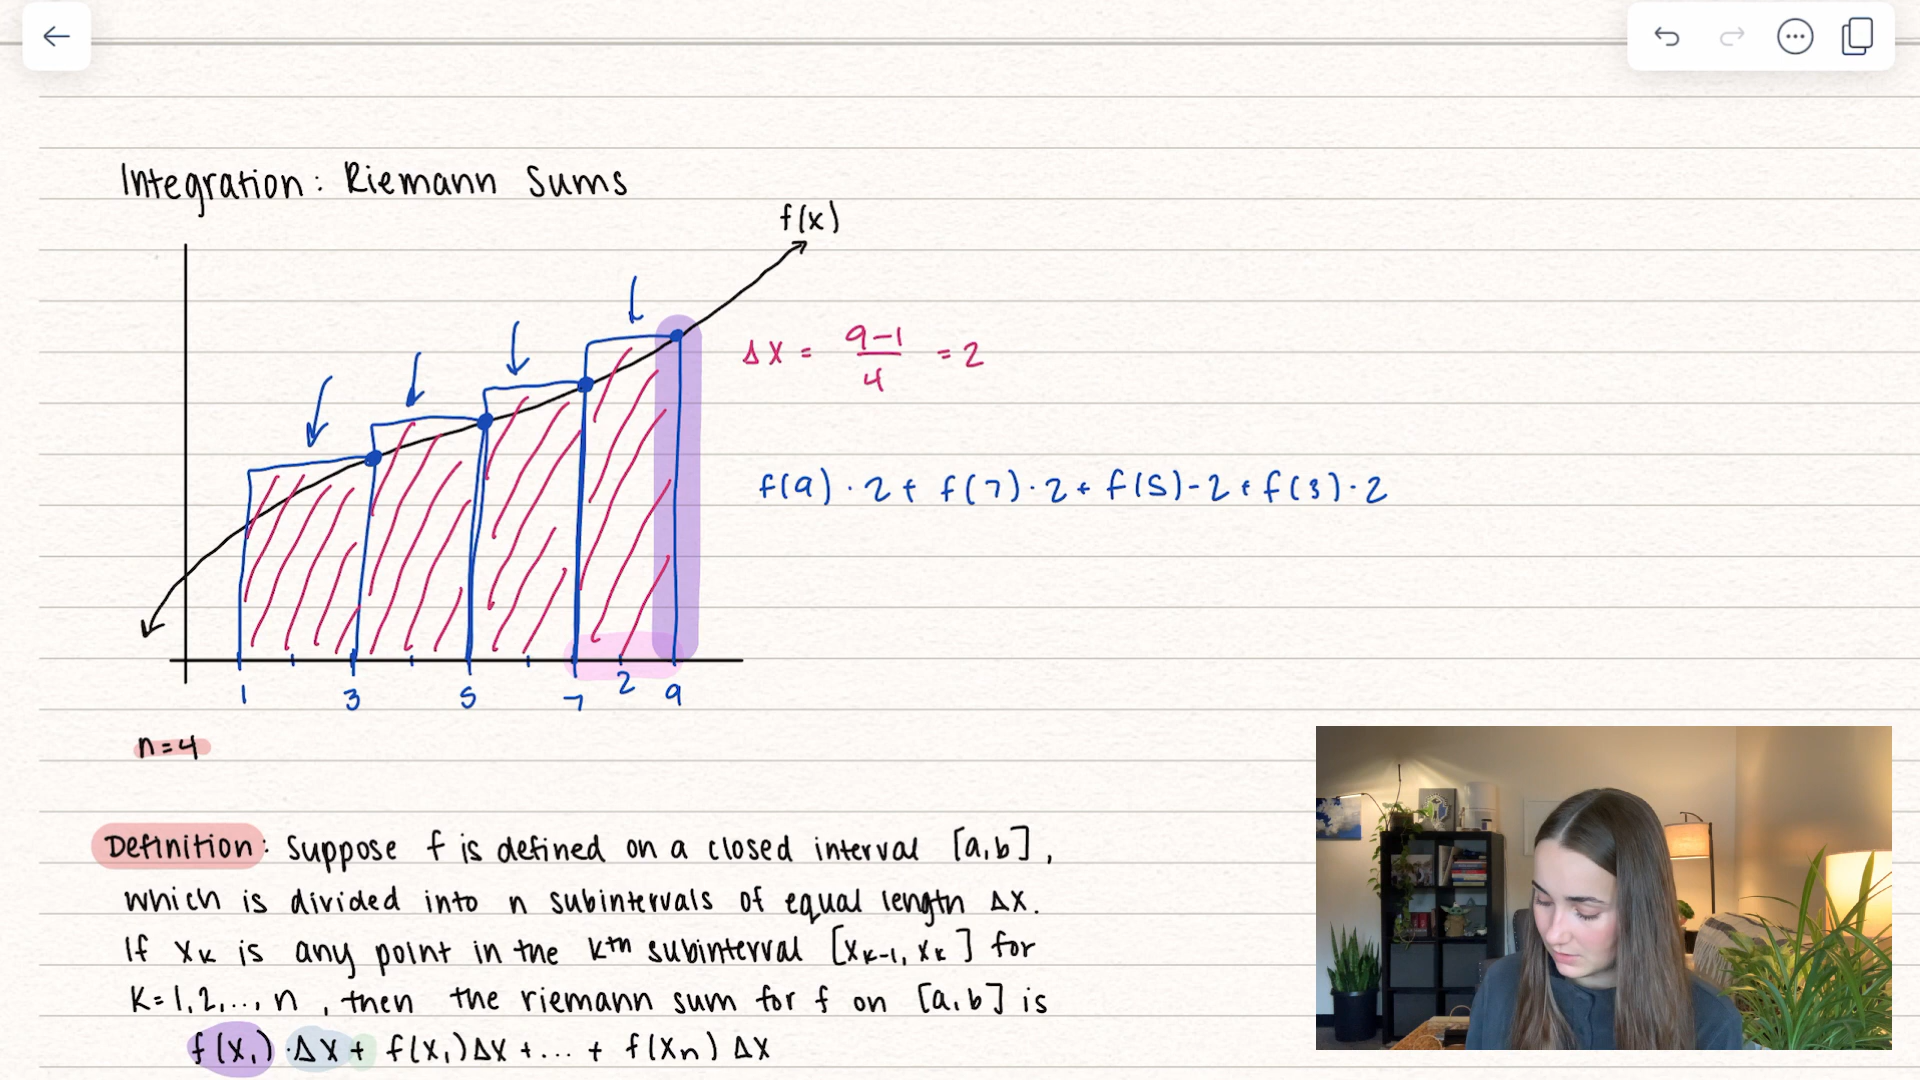 Integration: Riemann Sums
f(x)
Δx = 9-1/4 = 2
f(9)·2+ f(7)·2+ f(5)-2+f(3)·2
1 3 5 7 2 9
n=4
Definition: Suppose f is defined on a closed interval [a,b],
which is divided into n subintervals of equal length Δx.
If xₖ is any point in the kᵗʰ subinterval [xₖ₋₁, xₖ] for
K=1,2,..,n , then the riemann sum for f on [a,b] is
f(x₁)·Δx+ f(x₁)Δx+...+ f(xn) Δx